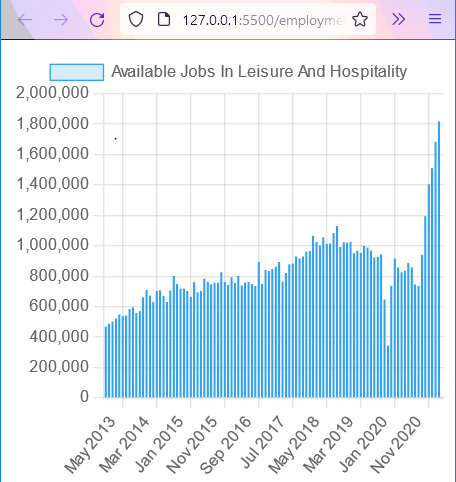 127.0.0.1:5500/employme
Available Jobs In Leisure And Hospitality
2,000,000
1,800,000
1,600,000
1,400,000
1,200,000
1,000,000
800,000
600,000
400,000
200,000
0
May 2013
Mar 2014
Jan 2015
Nov 2015
Sep 2016
Jul 2017
May 2018
Mar 2019
Jan 2020
Nov 2020